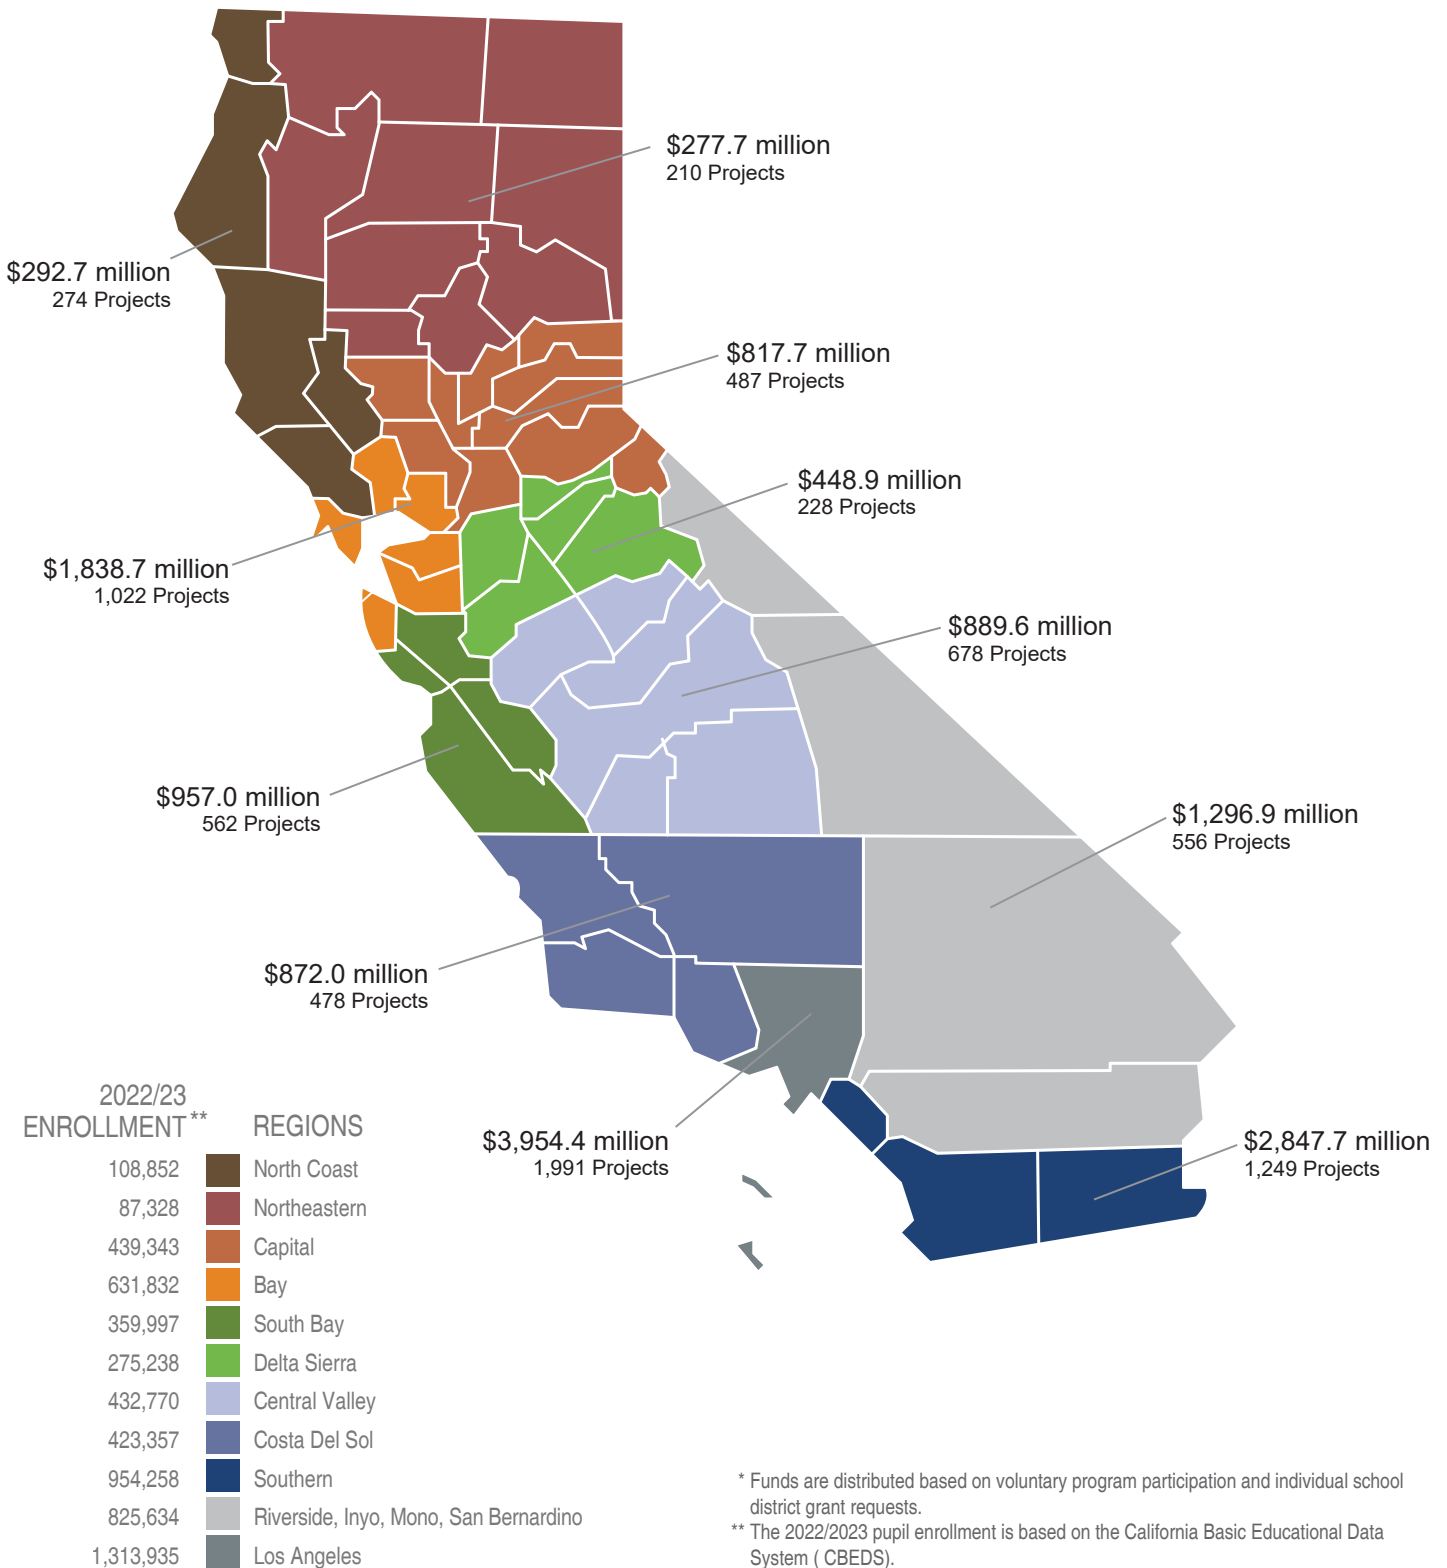 $277.7 million
210 Projects
$292.7 million
274 Projects
$817.7 million
487 Projects
$448.9 million
228 Projects
$1,838.7 million
1,022 Projects
$889.6 million
678 Projects
$957.0 million
562 Projects
$1,296.9 million
556 Projects
$872.0 million
478 Projects
$3,954.4 million
1,991 Projects
$2,847.7 million
1,249 Projects
2022/23
ENROLLMENT** REGIONS
108,852 North Coast
87,328 Northeastern
439,343 Capital
631,832 Bay
359,997 South Bay
275,238 Delta Sierra
432,770 Central Valley
423,357 Costa Del Sol
954,258 Southern
825,634 Riverside, Inyo, Mono, San Bernardino
1,313,935 Los Angeles
* Funds are distributed based on voluntary program participation and individual school
district grant requests.
** The 2022/2023 pupil enrollment is based on the California Basic Educational Data
System ( CBEDS).